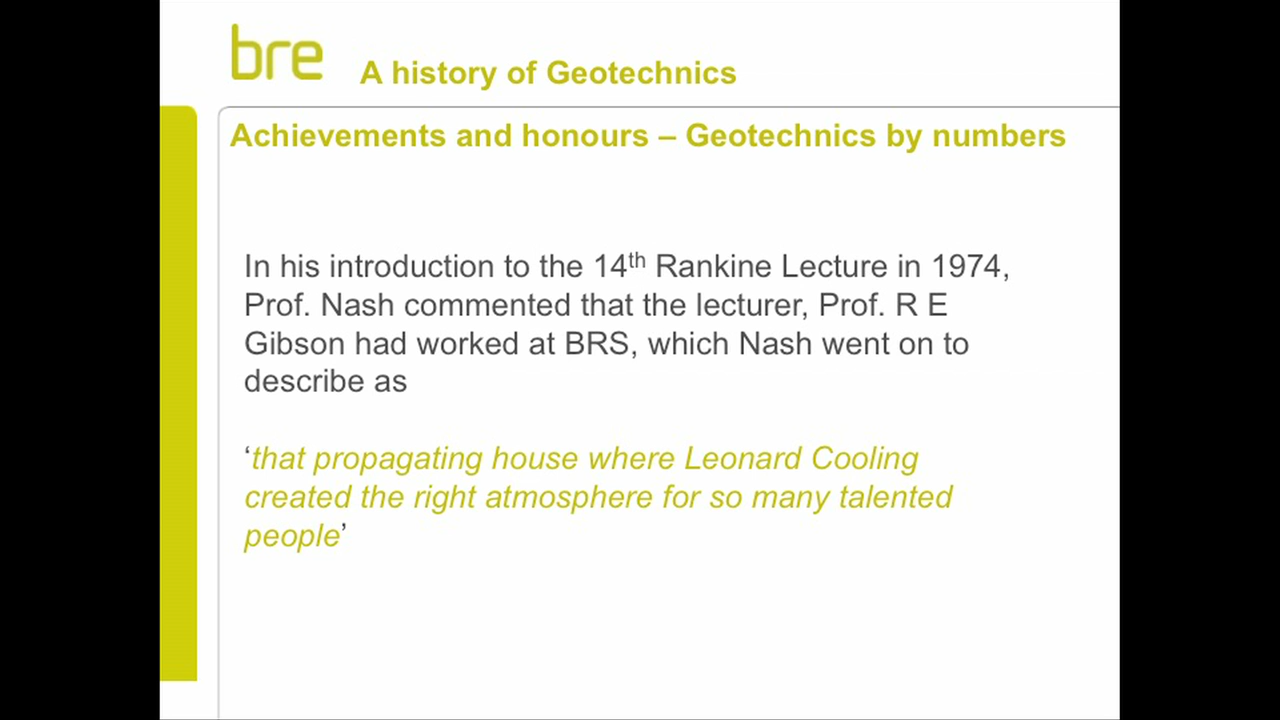 bre
A history of Geotechnics
Achievements and honours – Geotechnics by numbers
In his introduction to the 14th Rankine Lecture in 1974,
Prof. Nash commented that the lecturer, Prof. R E
Gibson had worked at BRS, which Nash went on to
describe as
‘that propagating house where Leonard Cooling
created the right atmosphere for so many talented
people’